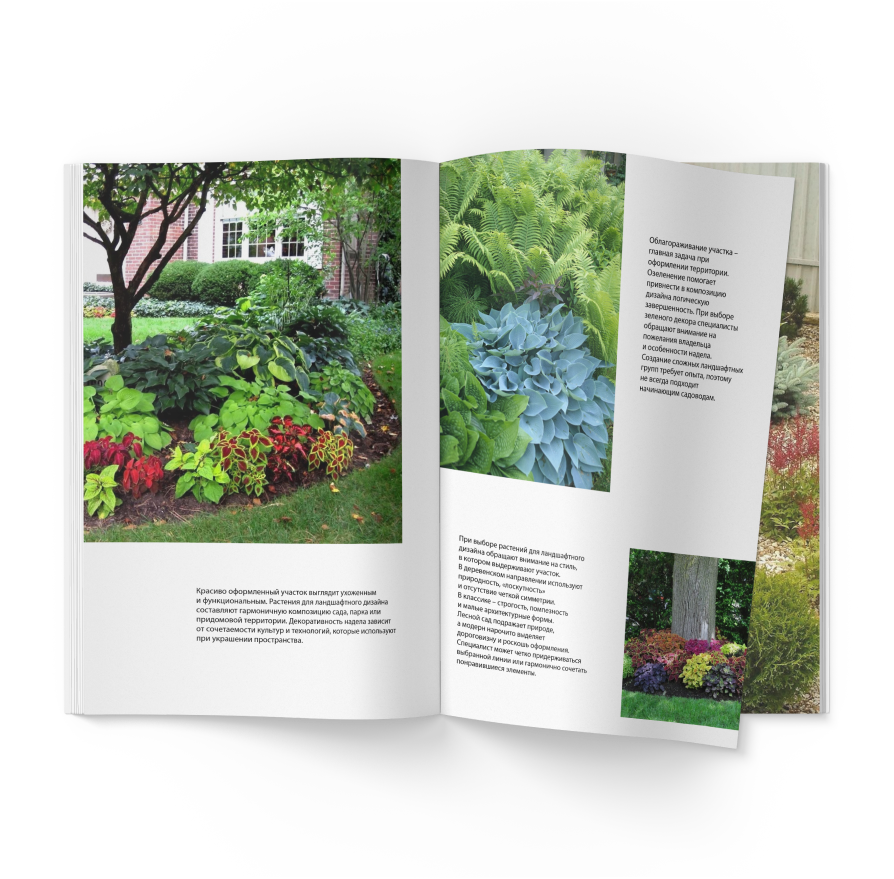 Красиво оформленный участок выглядит ухоженным
и функциональным. Растения для ландшафтного дизайна
составляют гармоничную композицию сада, парка или
придомовой территории. Декоративность надела зависит
от сочетаемости культур и технологий, которые используют
при украшении пространства.
Облагораживание участка –
главная задача при
оформлении территории.
Озеленение помогает
привнести в композицию
дизайна логическую
завершенность. При выборе
зеленого декора специалисты
обращают внимание на
пожелания владельца
и особенности надела.
Создание сложных ландшафтных
групп требует опыта, поэтому
не всегда подходит
начинающим садоводам.
При выборе растений для ландшафтного
дизайна обращают внимание на стиль,
в котором выдерживают участок.
В деревенском направлении используют
природность, «лоскутность»
и отсутствие четкой симметрии.
В классике – строгость, помпезность
и малые архитектурные формы.
Лесной сад подражает природе,
а модерн нарочито выделяет
дороговизну и роскошь оформления.
Специалист может четко придерживаться
выбранной линии или гармонично сочетать
понравившиеся элементы.